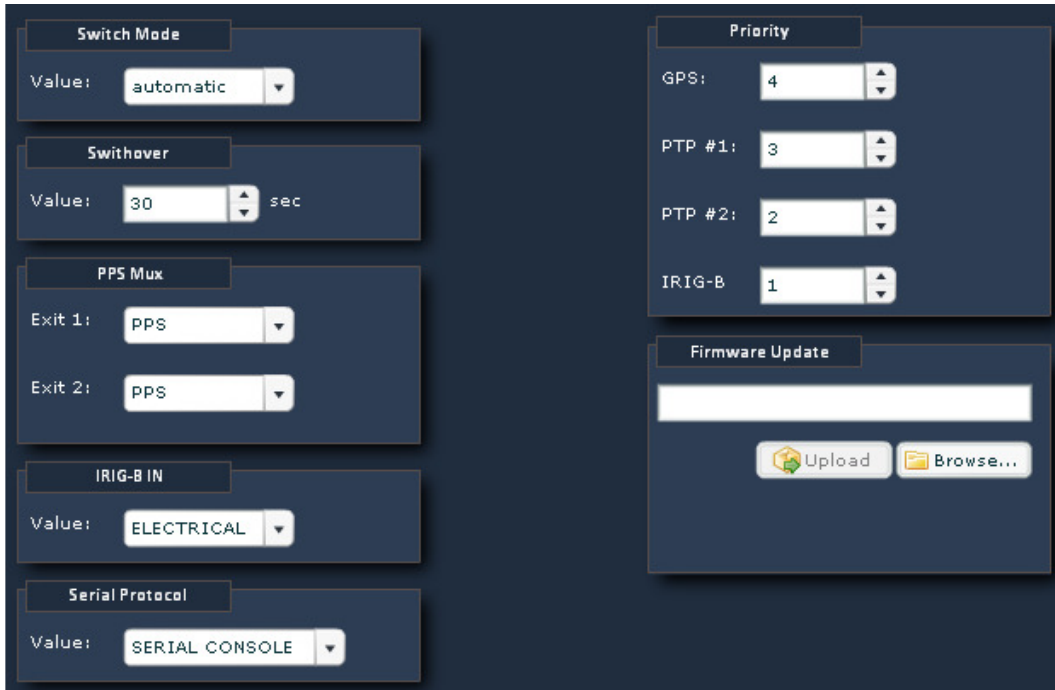 Switch Mode
Value: automatic
Swithover
Value: 30 sec
PPS Mux
Exit 1: PPS
Exit 2: PPS
IRIG-B IN
Value: ELECTRICAL
Serial Protocol
Value: SERIAL CONSOLE
Priority
GPS: 4
PTP #1: 3
PTP #2: 2
IRIG-B 1
Firmware Update
Upload Browse...